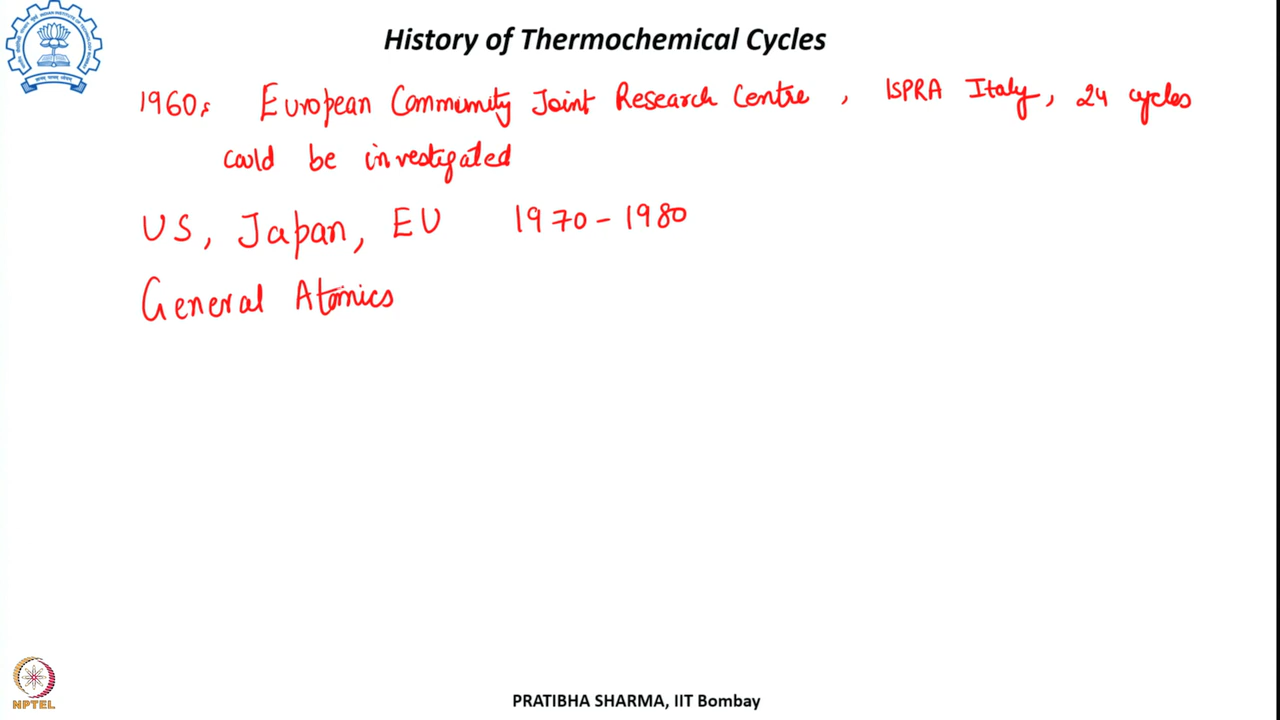 History of Thermochemical Cycles
1960s European Community Joint Research Centre, ISPRA Italy, 24 cycles
could be investigated
US, Japan, EU 1970-1980
General Atomics
NPTEL
PRATIBHA SHARMA, IIT Bombay